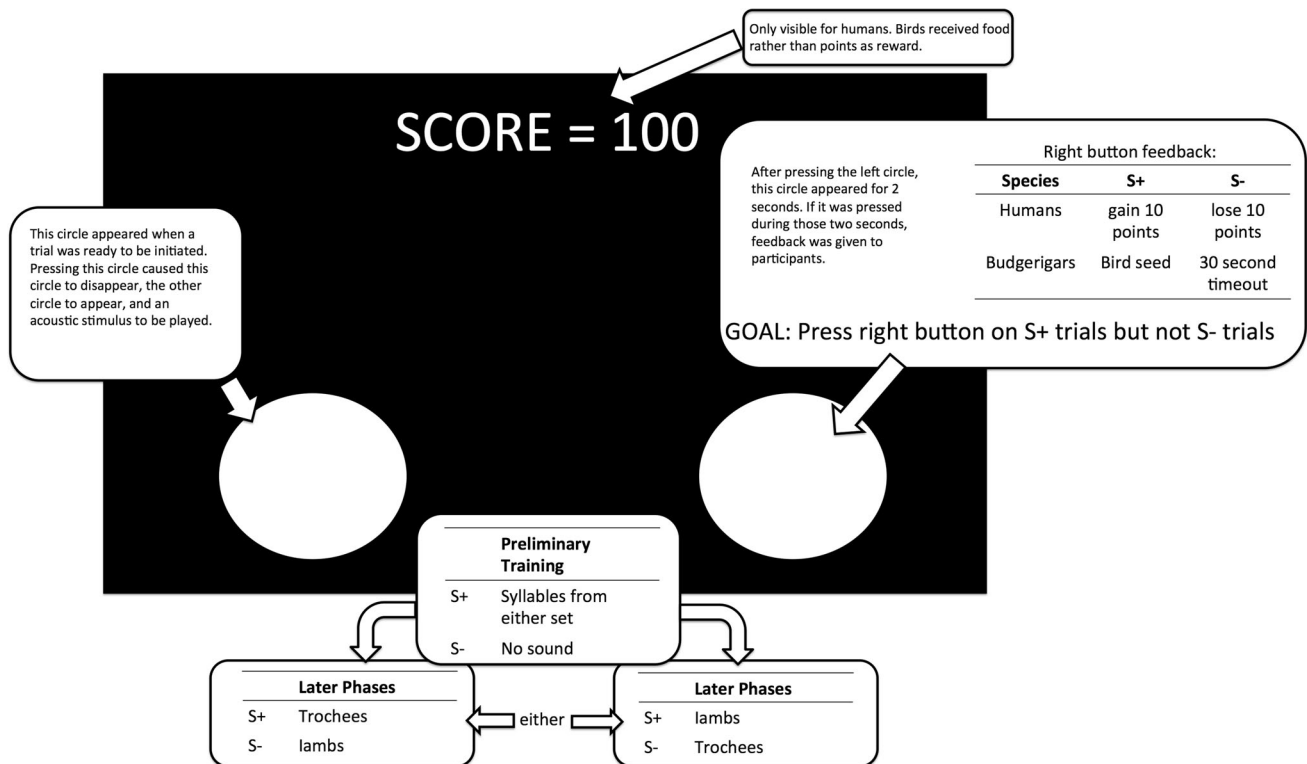 Only visible for humans. Birds received food
rather than points as reward.
SCORE = 100
This circle appeared when a
trial was ready to be initiated.
Pressing this circle caused this
circle to disappear, the other
circle to appear, and an
acoustic stimulus to be played.
After pressing the left circle,
this circle appeared for 2
seconds. If it was pressed
during those two seconds,
feedback was given to
participants.
Right button feedback:
Species S+ S-
Humans gain 10 points lose 10 points
Budgerigars Bird seed 30 second timeout
GOAL: Press right button on S+ trials but not S- trials
Preliminary
Training
S+ Syllables from
either set
S- No sound
Later Phases
S+ Trochees
S- Iambs
either
Later Phases
S+ Iambs
S- Trochees